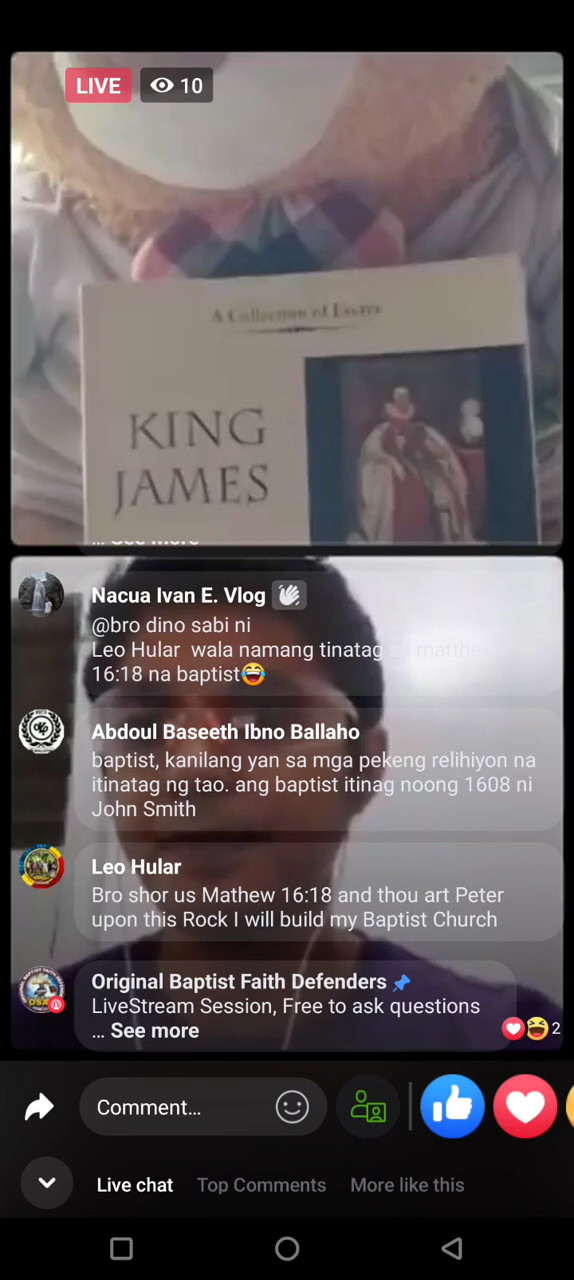 LIVE 10
A Collection of Essays
KING
JAMES
... See more
Nacua Ivan E. Vlog
@bro dino sabi ni
Leo Hular wala namang tinatag sa matthe
16:18 na baptist😂
Abdoul Baseeth Ibno Ballaho
baptist, kanilang yan sa mga pekeng relihiyon na
itinatag ng tao. ang baptist itinag noong 1608 ni
John Smith
Leo Hular
Bro shor us Mathew 16:18 and thou art Peter
upon this Rock I will build my Baptist Church
Original Baptist Faith Defenders
LiveStream Session, Free to ask questions
... See more
2
Comment...
Live chat Top Comments More like this